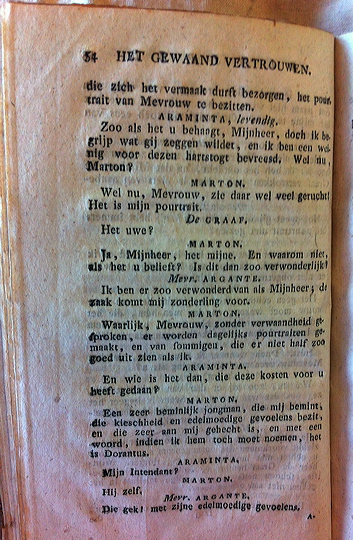 54 HET GEWAAND VERTROUWEN.
die zich het vermaak durft bezorgen, het pour
trait van Mevrouw te bezitten.
ARAMINTA, levendig.
Zoo als het u behaagt, Mijnheer, doch ik be-
grijp wat gij zeggen wildet, en ik ben een wei-
nig voor dezen hartstogt bevreesd. Wel nu,
Marton?
MARTON.
Wel nu, Mevrouw, zie daar wel veel gerucht!
Het is mijn pourtrait.
De GRAAF.
Het uwe?
MARTON.
Ja, Mijnheer, het mijne. En waarom niet,
als het u belieft? Is dit dan zoo verwonderlijk?
Mevr. ARGANTE.
Ik ben er zoo verwonderd van als Mijnheer; de
zaak komt mij zonderling voor.
MARTON.
Waarlijk, Mevrouw, zonder verwaandheid ge-
sproken, er worden dagelijks pourtraiten ge-
maakt, en van sommigen, die er niet half zoo
goed uit zien als ik.
ARAMINTA.
En wie is het dan, die deze kosten voor u
heeft gedaan?
MARTON.
Een zeer beminlijk jongman, die mij bemint,
die kieschheid en edelmoedige gevoelens bezit,
en die zeer aan mij gehecht is, en met een
woord, indien ik hem toch moet noemen, het
is Dorantus.
ARAMINTA.
Mijn Intendant?
MARTON.
Hij zelf.
Mevr. ARGANTE,
Die gek! met zijne edelmoedige gevoelens.
A.